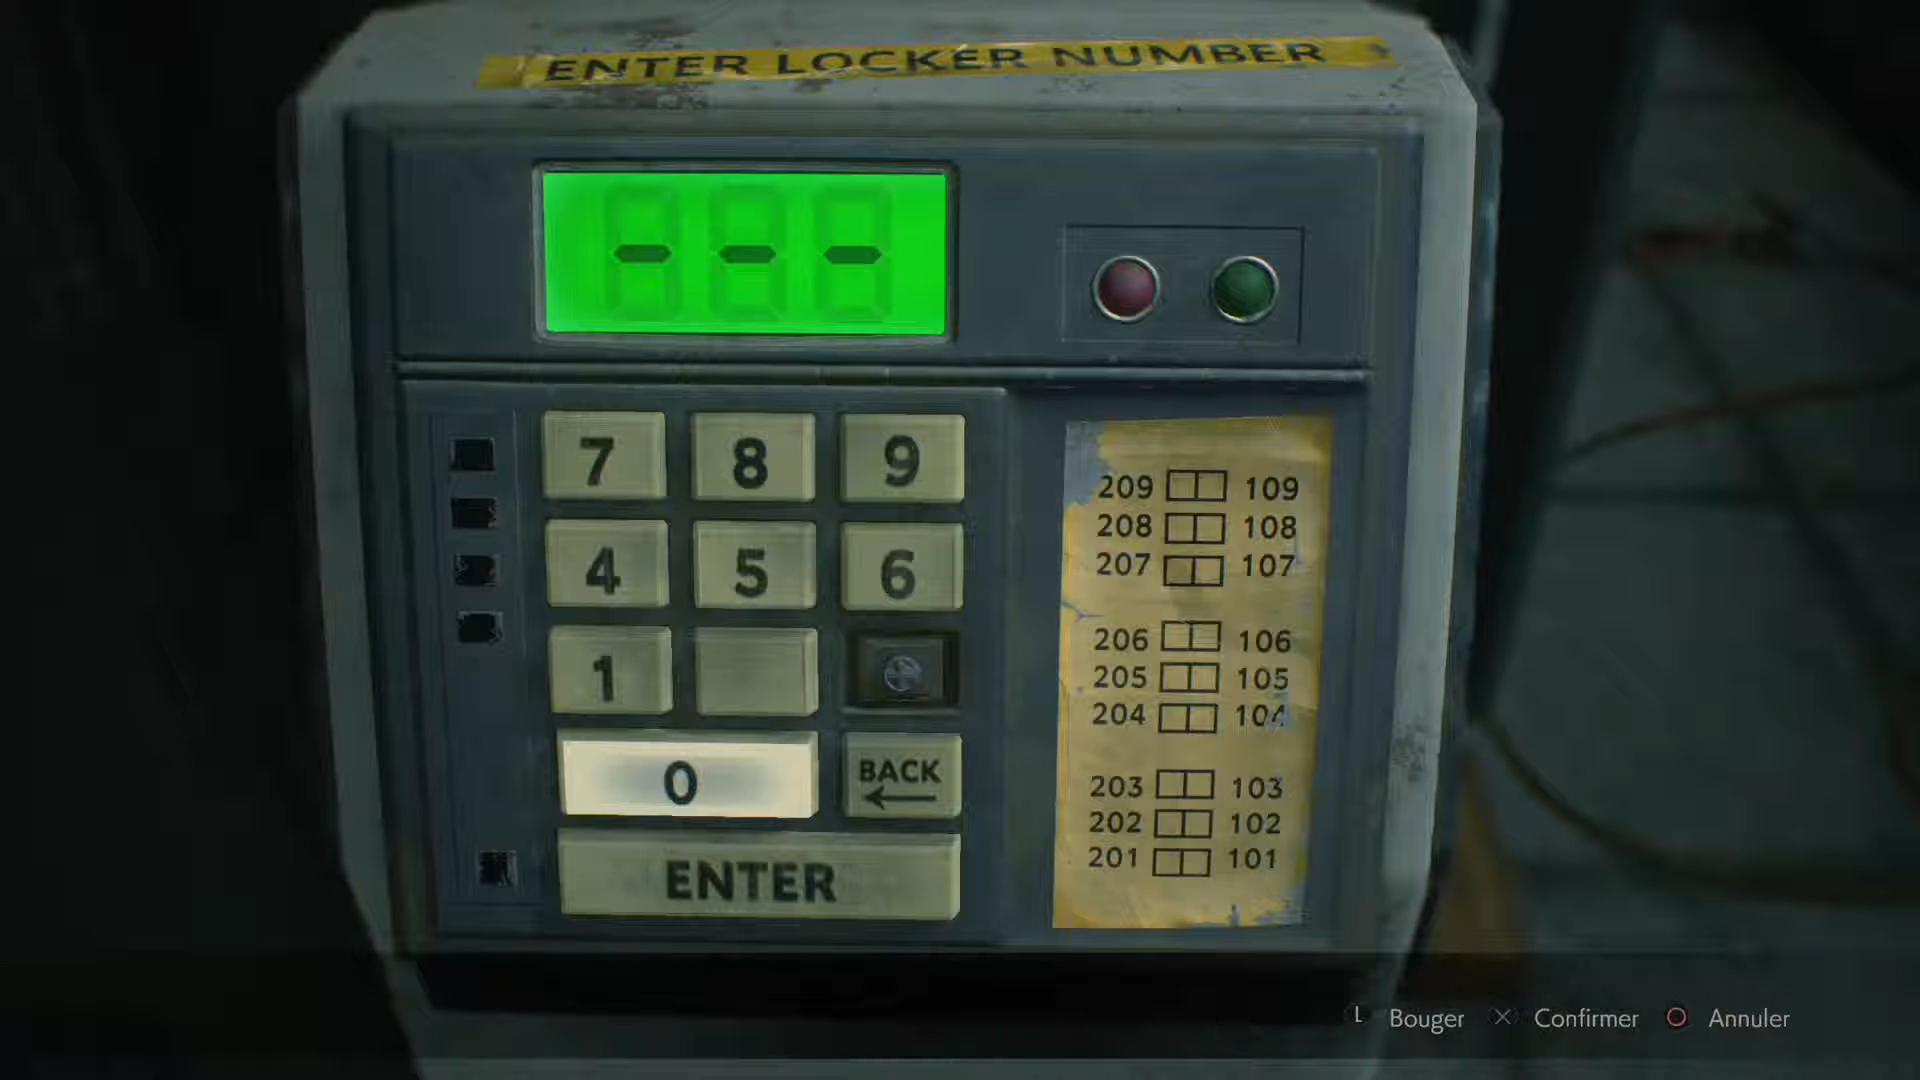 ENTER LOCKER NUMBER
7 8 9
4 5 6
1
0 BACK
ENTER
209 109
208 108
207 107
206 106
205 105
204 104
203 103
202 102
201 101
L Bouger Confirmer Annuler